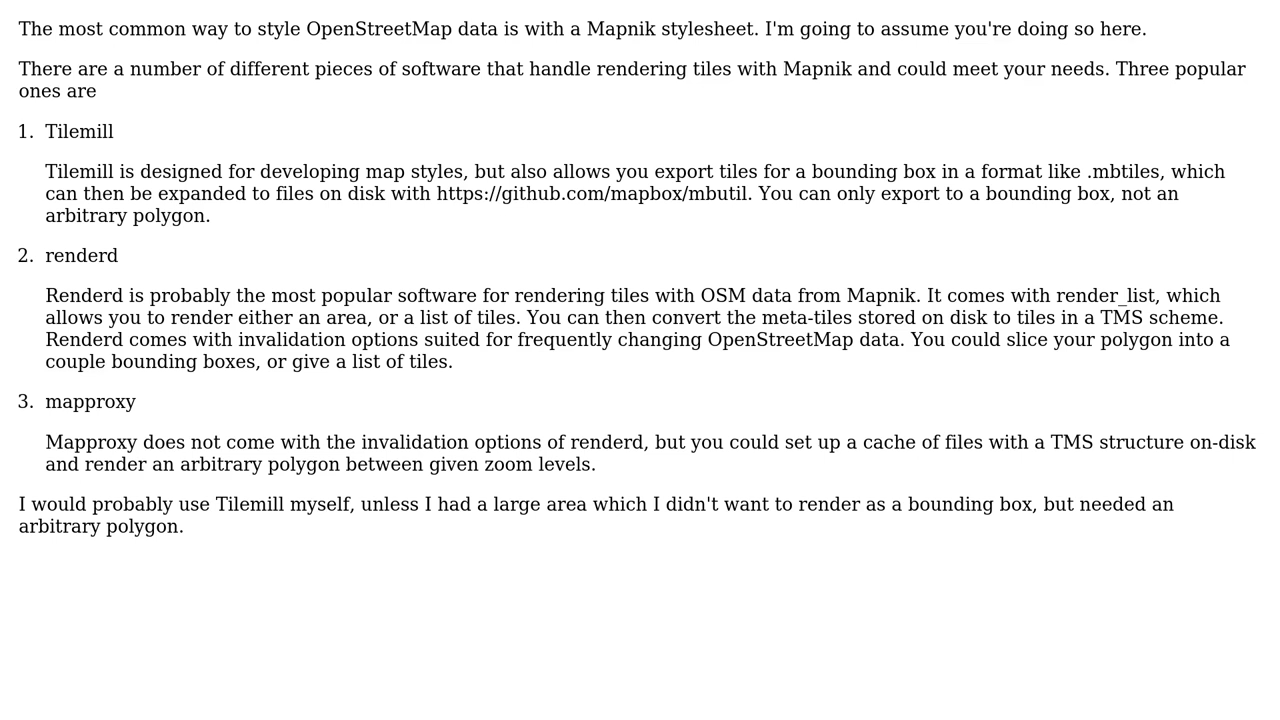 The most common way to style OpenStreetMap data is with a Mapnik stylesheet. I'm going to assume you're doing so here.
There are a number of different pieces of software that handle rendering tiles with Mapnik and could meet your needs. Three popular
ones are
1. Tilemill
Tilemill is designed for developing map styles, but also allows you export tiles for a bounding box in a format like .mbtiles, which
can then be expanded to files on disk with https://github.com/mapbox/mbutil. You can only export to a bounding box, not an
arbitrary polygon.
2. renderd
Renderd is probably the most popular software for rendering tiles with OSM data from Mapnik. It comes with render_list, which
allows you to render either an area, or a list of tiles. You can then convert the meta-tiles stored on disk to tiles in a TMS scheme.
Renderd comes with invalidation options suited for frequently changing OpenStreetMap data. You could slice your polygon into a
couple bounding boxes, or give a list of tiles.
3. mapproxy
Mapproxy does not come with the invalidation options of renderd, but you could set up a cache of files with a TMS structure on-disk
and render an arbitrary polygon between given zoom levels.
I would probably use Tilemill myself, unless I had a large area which I didn't want to render as a bounding box, but needed an
arbitrary polygon.